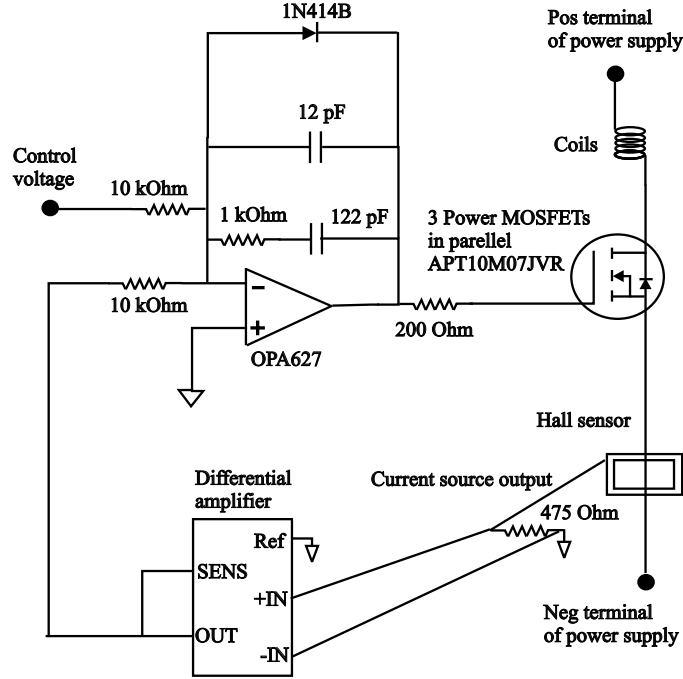 1N414B
Pos terminal
of power supply
12 pF
Coils
Control
voltage
10 kOhm
1 kOhm
122 pF
3 Power MOSFETs
in parellel
APT10M07JVR
10 kOhm
200 Ohm
OPA627
Hall sensor
Differential
amplifier
Current source output
475 Ohm
Ref
SENS
+IN
OUT
-IN
Neg terminal
of power supply